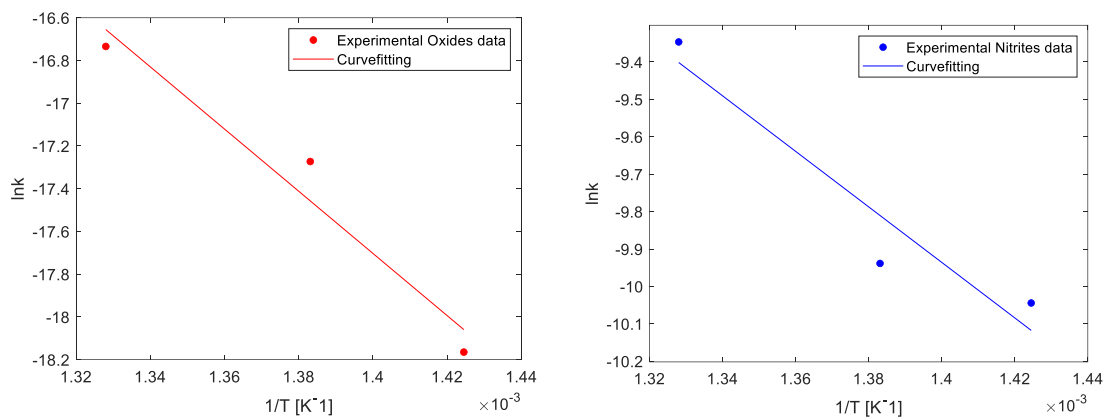 -16.6
-16.8
-17
-17.2
-17.4
-17.6
-17.8
-18
-18.2
lnk
Experimental Oxides data
Curvefitting
1.32 1.34 1.36 1.38 1.4 1.42 1.44
1/T [K⁻1]
×10⁻³
-9.4
-9.5
-9.6
-9.7
-9.8
-9.9
-10
-10.1
-10.2
lnk
Experimental Nitrites data
Curvefitting
1.32 1.34 1.36 1.38 1.4 1.42 1.44
1/T [K⁻1]
×10⁻³